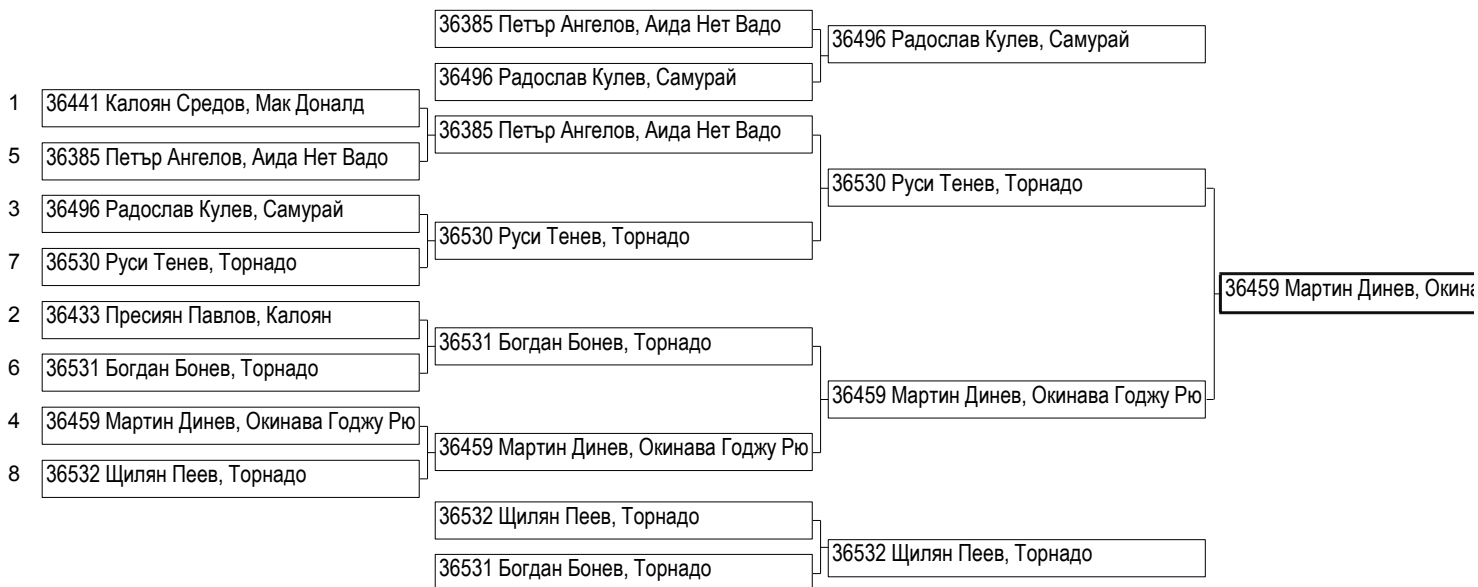 36385 Петър Ангелов, Аида Нет Вадо
36496 Радослав Кулев, Самурай
36496 Радослав Кулев, Самурай
1 36441 Калоян Средов, Мак Доналд
36385 Петър Ангелов, Аида Нет Вадо
5 36385 Петър Ангелов, Аида Нет Вадо
36530 Руси Тенев, Торнадо
3 36496 Радослав Кулев, Самурай
36530 Руси Тенев, Торнадо
7 36530 Руси Тенев, Торнадо
36459 Мартин Динев,
2 36433 Пресиян Павлов, Калоян
36531 Богдан Бонев, Торнадо
6 36531 Богдан Бонев, Торнадо
36459 Мартин Динев, Окинава Годжу Рю
4 36459 Мартин Динев, Окинава Годжу Рю
36459 Мартин Динев, Окинава Годжу Рю
8 36532 Щилян Пеев, Торнадо
36532 Щилян Пеев, Торнадо
36532 Щилян Пеев, Торнадо
36531 Богдан Бонев, Торнадо